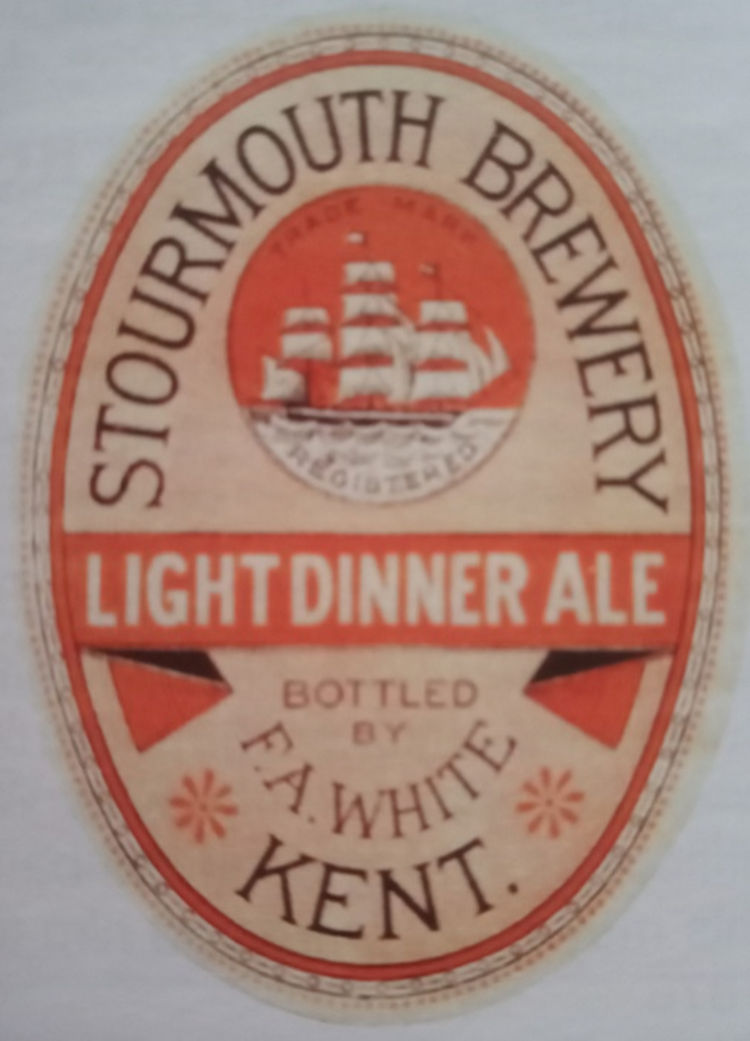 STOURMOUTH BREWERY
TRADE MARK
REGISTERED
LIGHT DINNER ALE
BOTTLED
BY
F.A. WHITE
KENT.